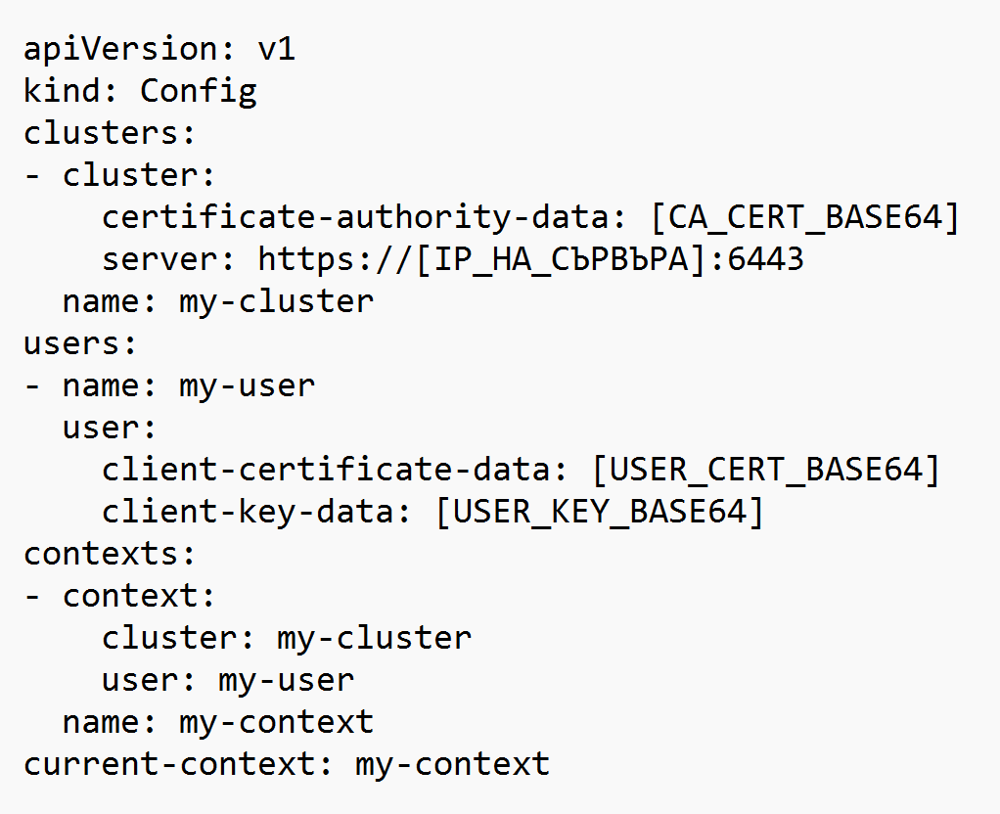 apiVersion: v1
kind: Config
clusters:
- cluster:
    certificate-authority-data: [CA_CERT_BASE64]
    server: https://[IP_НА_СЪРВЪРА]:6443
  name: my-cluster
users:
- name: my-user
  user:
    client-certificate-data: [USER_CERT_BASE64]
    client-key-data: [USER_KEY_BASE64]
contexts:
- context:
    cluster: my-cluster
    user: my-user
  name: my-context
current-context: my-context